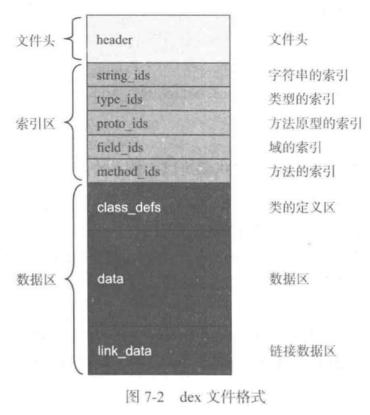 文件头 header 文件头
string_ids 字符串的索引
type_ids 类型的索引
索引区 proto_ids 方法原型的索引
field_ids 域的索引
method_ids 方法的索引
class_defs 类的定义区
数据区 data 数据区
link_data 链接数据区
图 7-2 dex 文件格式